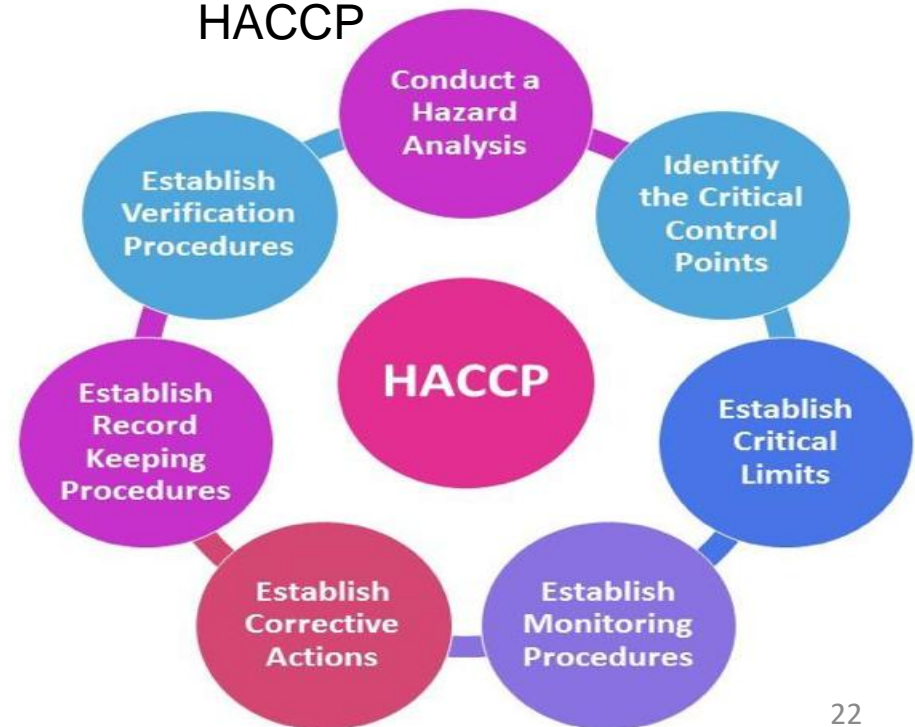 HACCP
Conduct a
Hazard
Analysis
Identify
the Critical
Control
Points
Establish
Critical
Limits
Establish
Monitoring
Procedures
Establish
Corrective
Actions
Establish
Record
Keeping
Procedures
Establish
Verification
Procedures
HACCP
22